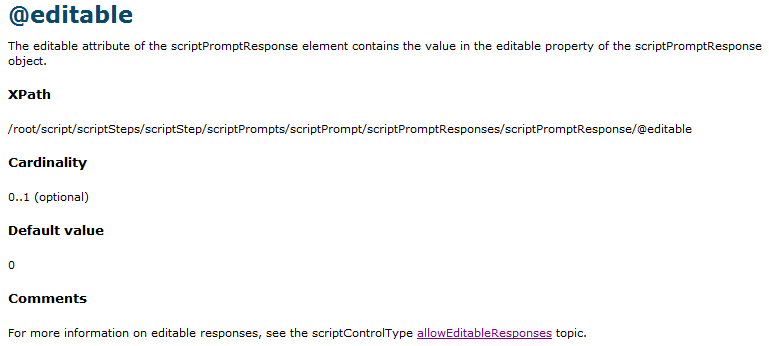 @editable
The editable attribute of the scriptPromptResponse element contains the value in the editable property of the scriptPromptResponse
object.
XPath
/root/script/scriptSteps/scriptStep/scriptPrompts/scriptPrompt/scriptPromptResponses/scriptPromptResponse/@editable
Cardinality
0..1 (optional)
Default value
0
Comments
For more information on editable responses, see the scriptControlType allowEditableResponses topic.